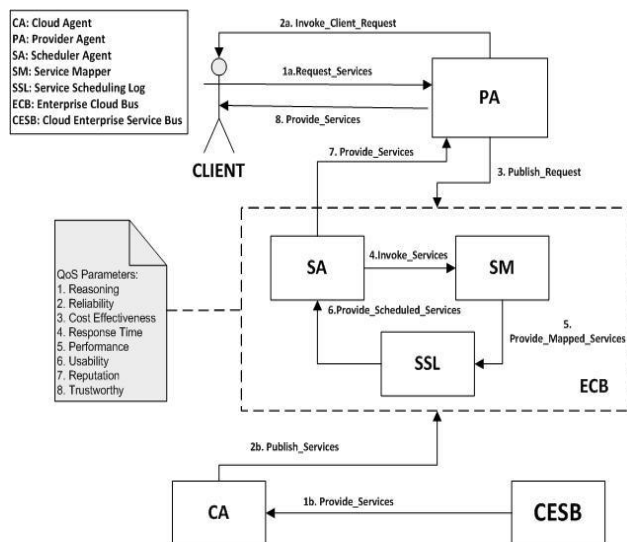 CA: Cloud Agent
PA: Provider Agent
SA: Scheduler Agent
SM: Service Mapper
SSL: Service Scheduling Log
ECB: Enterprise Cloud Bus
CESB: Cloud Enterprise Service Bus
2a. Invoke_Client_Request
1a.Request_Services
PA
8. Provide_Services
CLIENT
7. Provide_Services
3. Publish_Request
QoS Parameters:
1. Reasoning
2. Reliability
3. Cost Effectiveness
4. Response Time
5. Performance
6. Usability
7. Reputation
8. Trustworthy
SA
4.Invoke_Services
SM
6.Provide_Scheduled_Services
5.
Provide_Mapped_Services
SSL
ECB
2b. Publish_Services
CA
1b. Provide_Services
CESB